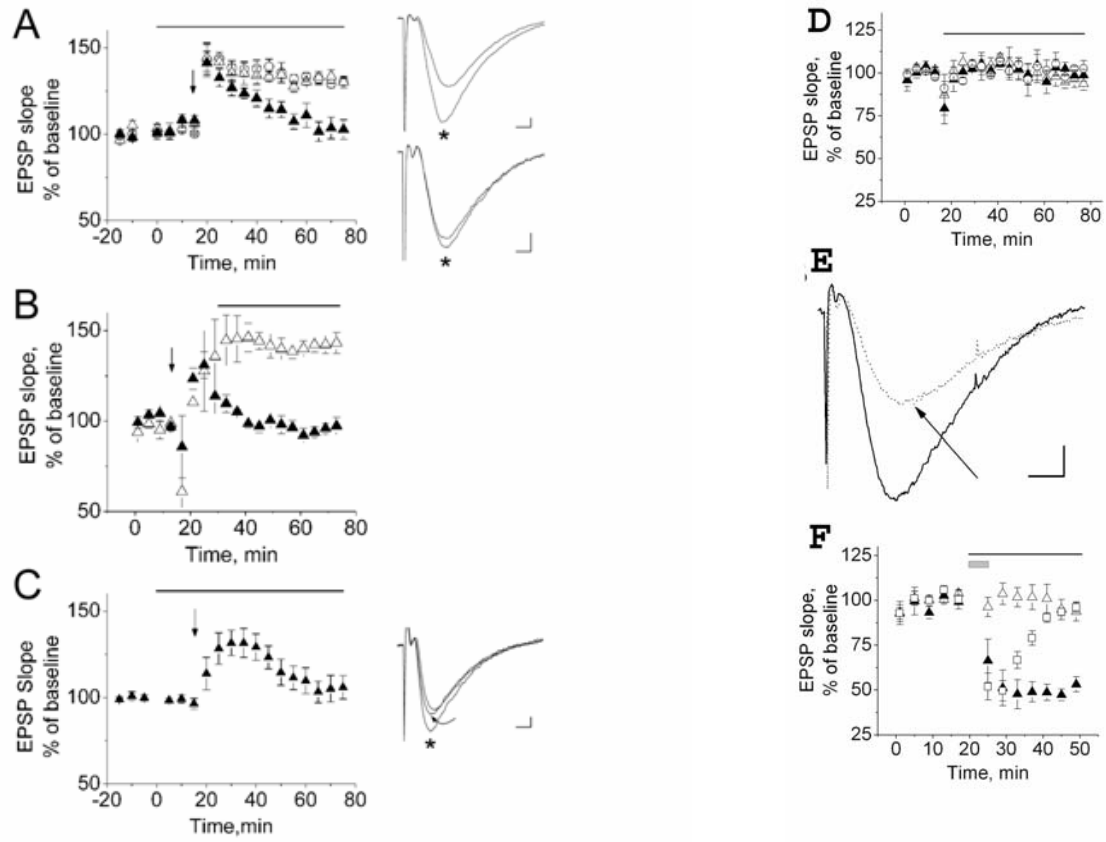 A
EPSP slope
% of baseline
150
100
50
-20
0
20
40
60
80
Time, min
*
*
B
EPSP slope,
% of baseline
150
100
50
0
20
40
60
80
Time, min
C
EPSP Slope
% of baseline
150
100
50
-20
0
20
40
60
80
Time,min
*
D
EPSP slope,
% of baseline
125
100
75
50
25
0
20
40
60
80
Time, min
E
F
EPSP slope,
% of baseline
125
100
75
50
25
0
10
20
30
40
50
Time, min